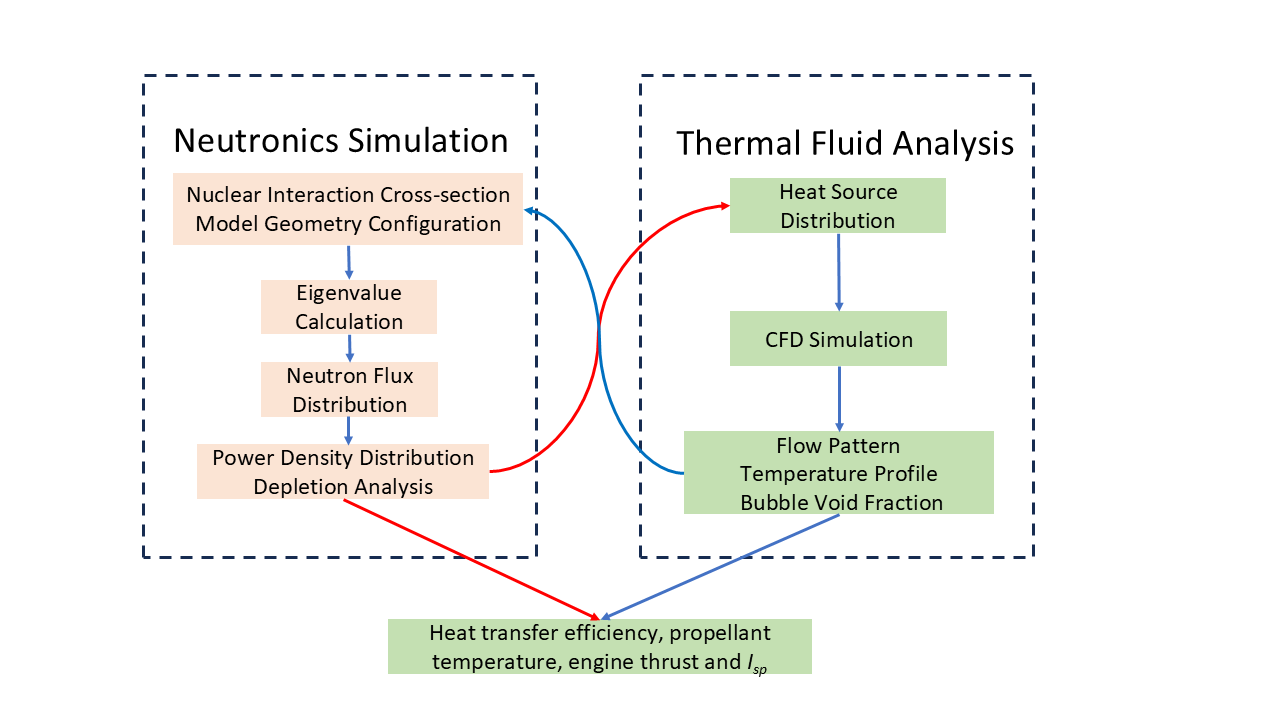 Neutronics Simulation
Nuclear Interaction Cross-section
Model Geometry Configuration
Eigenvalue
Calculation
Neutron Flux
Distribution
Power Density Distribution
Depletion Analysis
Thermal Fluid Analysis
Heat Source
Distribution
CFD Simulation
Flow Pattern
Temperature Profile
Bubble Void Fraction
Heat transfer efficiency, propellant
temperature, engine thrust and Isp